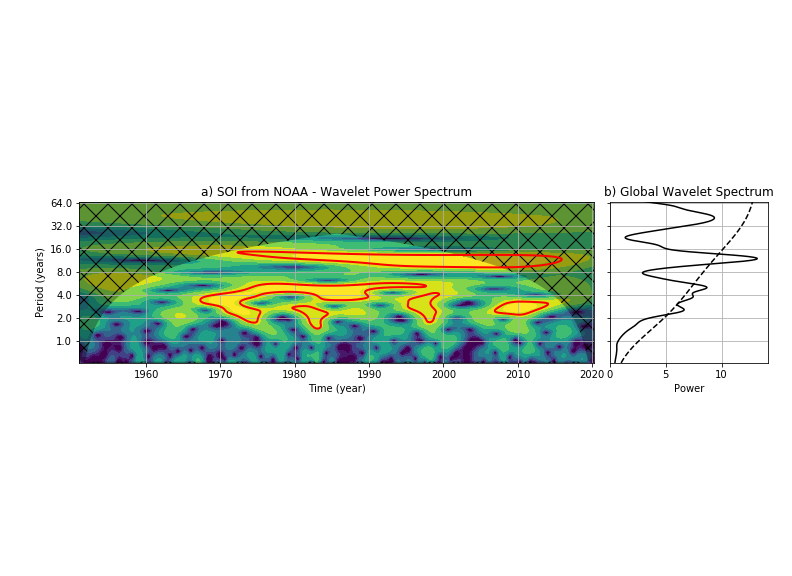 a) SOI from NOAA - Wavelet Power Spectrum
b) Global Wavelet Spectrum
Period (years)
64.0
32.0
16.0
8.0
4.0
2.0
1.0
1960 1970 1980 1990 2000 2010 2020
Time (year)
0 5 10
Power